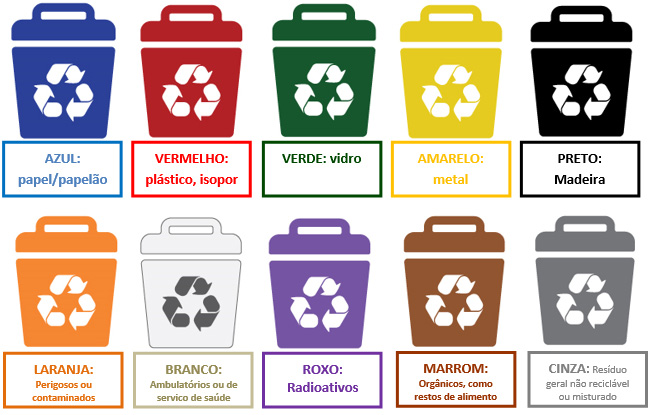 AZUL:
papel/papelão
VERMELHO:
plástico, isopor
VERDE: vidro
AMARELO:
metal
PRETO:
Madeira
LARANJA:
Perigosos ou
contaminados
BRANCO:
Ambulatórios ou de
servico de saúde
ROXO:
Radioativos
MARROM:
Orgânicos, como
restos de alimento
CINZA: Resíduo
geral não reciclável
ou misturado